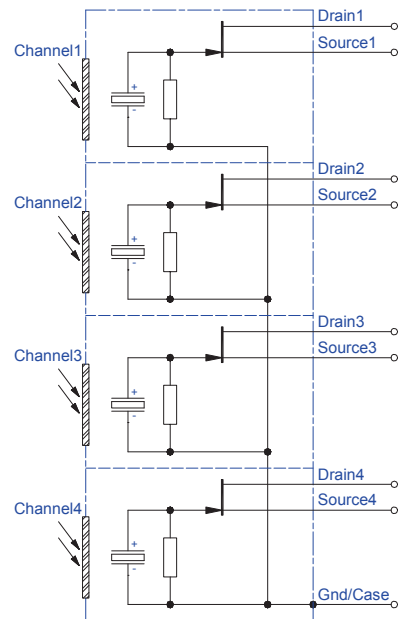 Drain1
Channel1
Source1
+
-
Drain2
Channel2
Source2
+
-
Drain3
Channel3
Source3
+
-
Drain4
Channel4
Source4
+
-
Gnd/Case